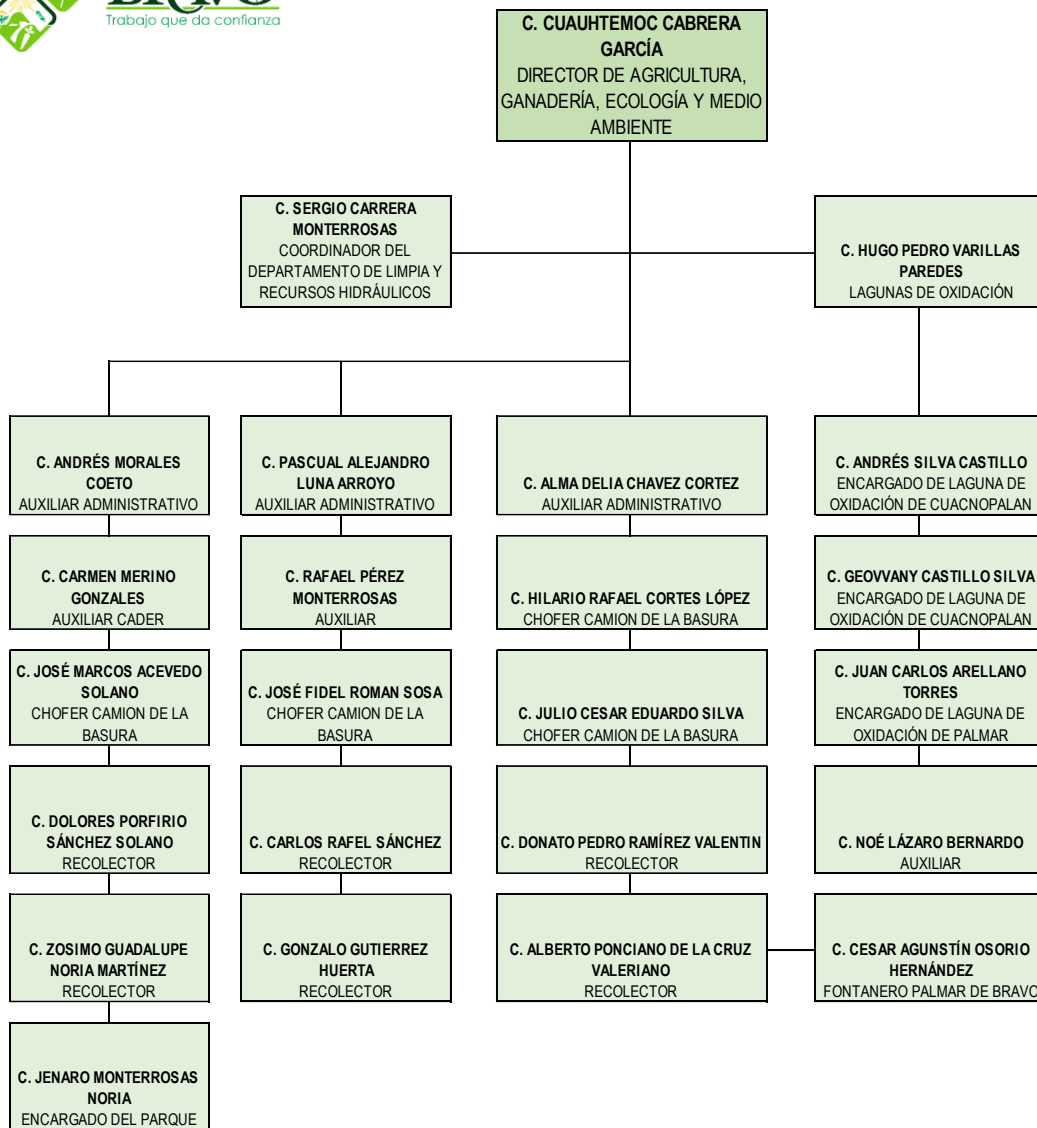 BRAVO
Trabajo que da confianza
C. CUAUHTEMOC CABRERA
GARCÍA
DIRECTOR DE AGRICULTURA,
GANADERÍA, ECOLOGÍA Y MEDIO
AMBIENTE
C. SERGIO CARRERA
MONTERROSAS
COORDINADOR DEL
DEPARTAMENTO DE LIMPIA Y
RECURSOS HIDRÁULICOS
C. HUGO PEDRO VARILLAS
PAREDES
LAGUNAS DE OXIDACIÓN
C. ANDRÉS MORALES
COETO
AUXILIAR ADMINISTRATIVO
C. PASCUAL ALEJANDRO
LUNA ARROYO
AUXILIAR ADMINISTRATIVO
C. ALMA DELIA CHAVEZ CORTEZ
AUXILIAR ADMINISTRATIVO
C. ANDRÉS SILVA CASTILLO
ENCARGADO DE LAGUNA DE
OXIDACIÓN DE CUACNOPALAN
C. CARMEN MERINO
GONZALES
AUXILIAR CADER
C. RAFAEL PÉREZ
MONTERROSAS
AUXILIAR
C. HILARIO RAFAEL CORTES LÓPEZ
CHOFER CAMION DE LA BASURA
C. GEOVVANY CASTILLO SILVA
ENCARGADO DE LAGUNA DE
OXIDACIÓN DE CUACNOPALAN
C. JOSÉ MARCOS ACEVEDO
SOLANO
CHOFER CAMION DE LA
BASURA
C. JOSÉ FIDEL ROMAN SOSA
CHOFER CAMION DE LA
BASURA
C. JULIO CESAR EDUARDO SILVA
CHOFER CAMION DE LA BASURA
C. JUAN CARLOS ARELLANO
TORRES
ENCARGADO DE LAGUNA DE
OXIDACIÓN DE PALMAR
C. DOLORES PORFIRIO
SÁNCHEZ SOLANO
RECOLECTOR
C. CARLOS RAFEL SÁNCHEZ
RECOLECTOR
C. DONATO PEDRO RAMÍREZ VALENTIN
RECOLECTOR
C. NOÉ LÁZARO BERNARDO
AUXILIAR
C. ZOSIMO GUADALUPE
NORIA MARTÍNEZ
RECOLECTOR
C. GONZALO GUTIERREZ
HUERTA
RECOLECTOR
C. ALBERTO PONCIANO DE LA CRUZ
VALERIANO
RECOLECTOR
C. CESAR AGUNSTÍN OSORIO
HERNÁNDEZ
FONTANERO PALMAR DE BRAVO
C. JENARO MONTERROSAS
NORIA
ENCARGADO DEL PARQUE